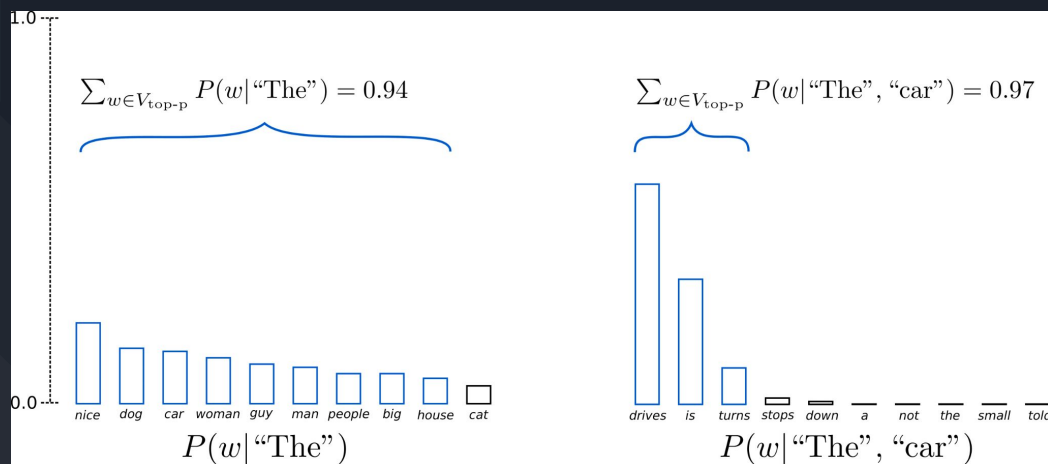 1.0
∑w∈Vtop-p P(w|“The”) = 0.94
∑w∈Vtop-p P(w|“The”, “car”) = 0.97
0.0
nice dog car woman guy man people big house cat
drives is turns stops down a not the small told
P(w|“The”)
P(w|“The”, “car”)